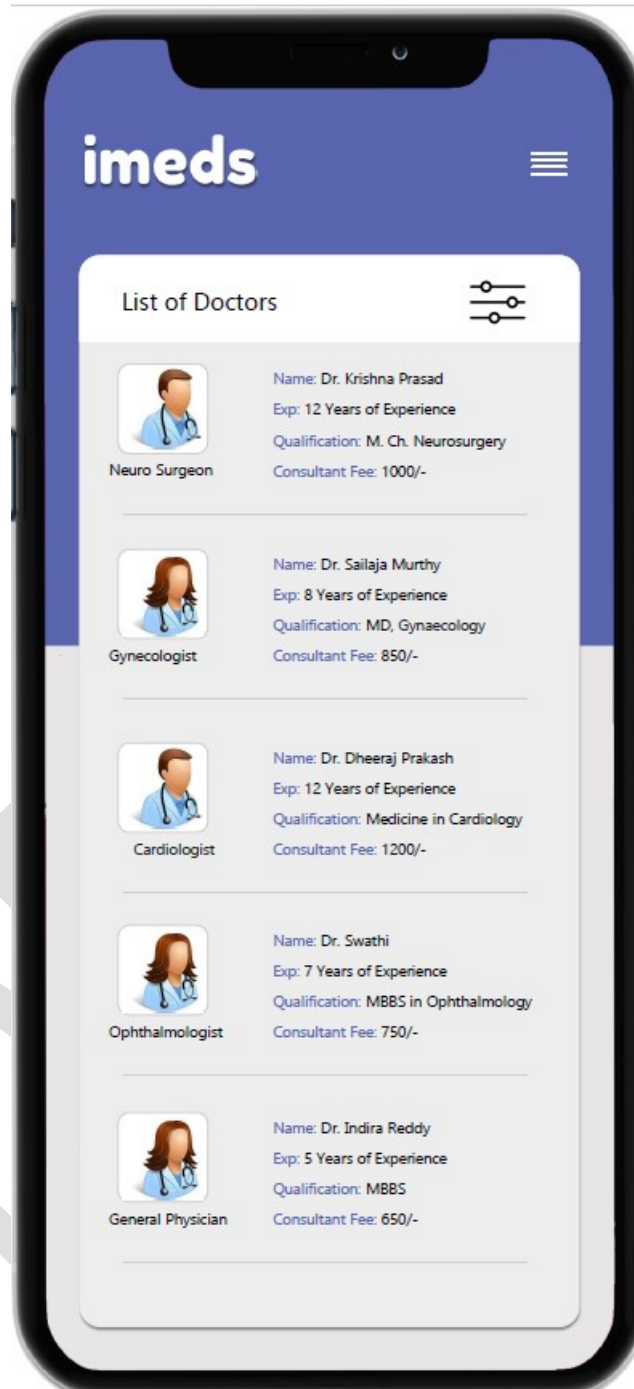 imeds
List of Doctors
Name: Dr. Krishna Prasad
Exp: 12 Years of Experience
Qualification: M. Ch. Neurosurgery
Neuro Surgeon
Consultant Fee: 1000/-
Name: Dr. Sailaja Murthy
Exp: 8 Years of Experience
Qualification: MD, Gynaecology
Gynecologist
Consultant Fee: 850/-
Name: Dr. Dheeraj Prakash
Exp: 12 Years of Experience
Qualification: Medicine in Cardiology
Cardiologist
Consultant Fee: 1200/-
Name: Dr. Swathi
Exp: 7 Years of Experience
Qualification: MBBS in Ophthalmology
Ophthalmologist
Consultant Fee: 750/-
Name: Dr. Indira Reddy
Exp: 5 Years of Experience
Qualification: MBBS
General Physician
Consultant Fee: 650/-